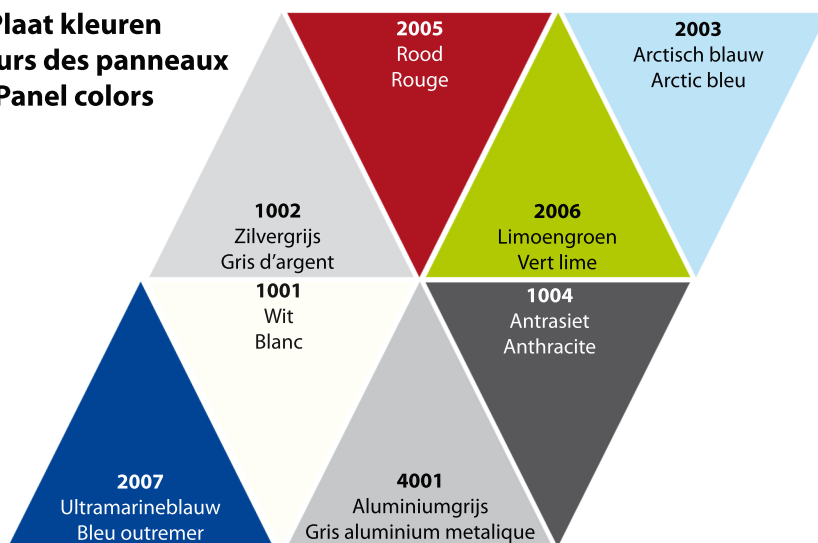 Plaat kleuren
urs des panneaux
Panel colors
2005
Rood
Rouge
2003
Arctisch blauw
Arctic bleu
1002
Zilvergrijs
Gris d’argent
2006
Limoengroen
Vert lime
1001
Wit
Blanc
1004
Antrasiet
Anthracite
2007
Ultramarineblauw
Bleu outremer
4001
Aluminiumgrijs
Gris aluminium metalique